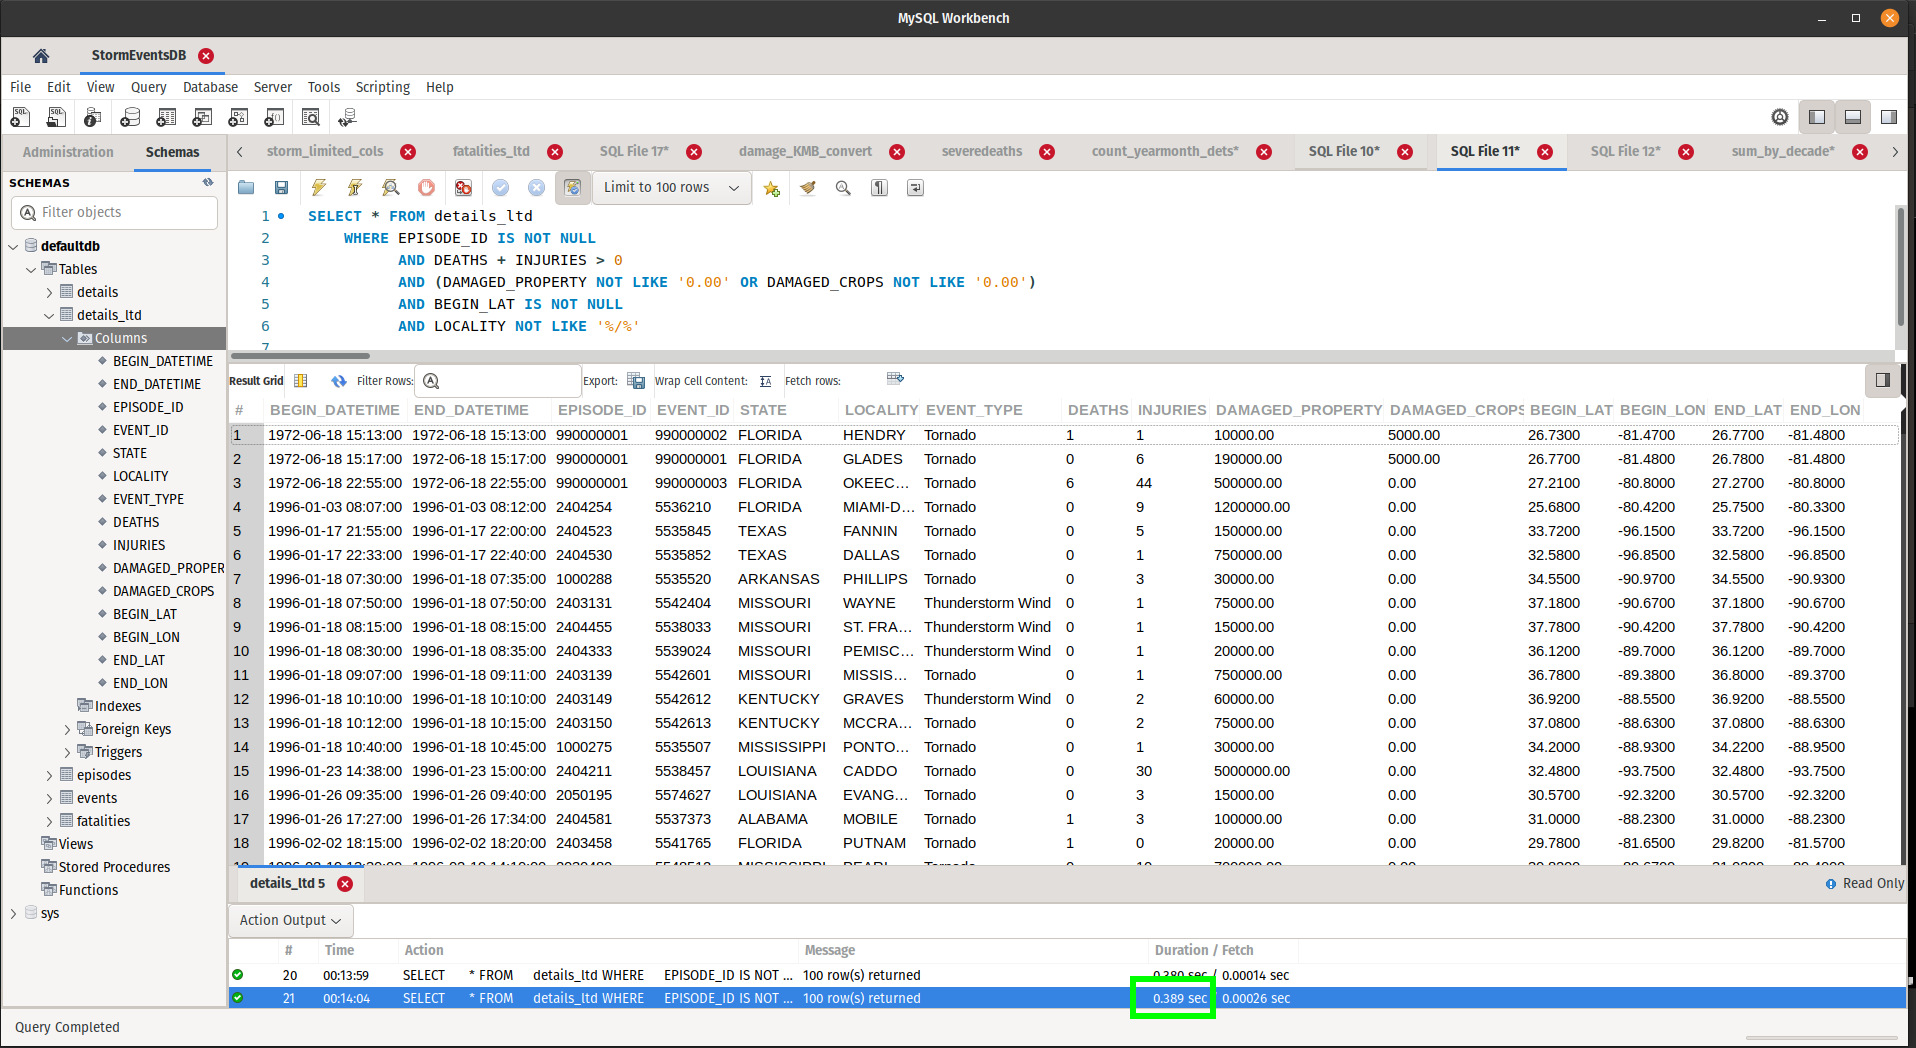 MySQL Workbench
StormEventsDB
File Edit View Query Database Server Tools Scripting Help
Administration Schemas
storm_limited_cols fatalities_ltd SQL File 17* damage_KMB_convert severedeaths count_yearmonth_dets* SQL File 10* SQL File 11* SQL File 12* sum_by_decade*
SCHEMAS
Filter objects
defaultdb
Tables
details
details_ltd
Columns
BEGIN_DATETIME
END_DATETIME
EPISODE_ID
EVENT_ID
STATE
LOCALITY
EVENT_TYPE
DEATHS
INJURIES
DAMAGED_PROPER
DAMAGED_CROPS
BEGIN_LAT
BEGIN_LON
END_LAT
END_LON
Indexes
Foreign Keys
Triggers
episodes
events
fatalities
Views
Stored Procedures
Functions
sys
Limit to 100 rows
1 SELECT * FROM details_ltd
2 WHERE EPISODE_ID IS NOT NULL
3 AND DEATHS + INJURIES > 0
4 AND (DAMAGED_PROPERTY NOT LIKE '0.00' OR DAMAGED_CROPS NOT LIKE '0.00')
5 AND BEGIN_LAT IS NOT NULL
6 AND LOCALITY NOT LIKE '%/%'
7
Result Grid Filter Rows: Export: Wrap Cell Content: Fetch rows:
# BEGIN_DATETIME END_DATETIME EPISODE_ID EVENT_ID STATE LOCALITY EVENT_TYPE DEATHS INJURIES DAMAGED_PROPERTY DAMAGED_CROPS BEGIN_LAT BEGIN_LON END_LAT END_LON
1 1972-06-18 15:13:00 1972-06-18 15:13:00 990000001 990000002 FLORIDA HENDRY Tornado 1 1 10000.00 5000.00 26.7300 -81.4700 26.7700 -81.4800
2 1972-06-18 15:17:00 1972-06-18 15:17:00 990000001 990000001 FLORIDA GLADES Tornado 0 6 190000.00 5000.00 26.7700 -81.4800 26.7800 -81.4800
3 1972-06-18 22:55:00 1972-06-18 22:55:00 990000001 990000003 FLORIDA OKEEC... Tornado 6 44 500000.00 0.00 27.2100 -80.8000 27.2700 -80.8000
4 1996-01-03 08:07:00 1996-01-03 08:12:00 2404254 5536210 FLORIDA MIAMI-D... Tornado 0 9 1200000.00 0.00 25.6800 -80.4200 25.7500 -80.3300
5 1996-01-17 21:55:00 1996-01-17 22:00:00 2404523 5535845 TEXAS FANNIN Tornado 0 5 150000.00 0.00 33.7200 -96.1500 33.7200 -96.1500
6 1996-01-17 22:33:00 1996-01-17 22:40:00 2404530 5535852 TEXAS DALLAS Tornado 0 1 750000.00 0.00 32.5800 -96.8500 32.5800 -96.8500
7 1996-01-18 07:30:00 1996-01-18 07:35:00 1000288 5535520 ARKANSAS PHILLIPS Tornado 0 3 30000.00 0.00 34.5500 -90.9700 34.5500 -90.9300
8 1996-01-18 07:50:00 1996-01-18 07:50:00 2403131 5542404 MISSOURI WAYNE Thunderstorm Wind 0 1 75000.00 0.00 37.1800 -90.6700 37.1800 -90.6700
9 1996-01-18 08:15:00 1996-01-18 08:15:00 2404455 5538033 MISSOURI ST. FRA... Thunderstorm Wind 0 1 15000.00 0.00 37.7800 -90.4200 37.7800 -90.4200
10 1996-01-18 08:30:00 1996-01-18 08:35:00 2404333 5539024 MISSOURI PEMISC... Thunderstorm Wind 0 1 20000.00 0.00 36.1200 -89.7000 36.1200 -89.7000
11 1996-01-18 09:07:00 1996-01-18 09:11:00 2403139 5542601 MISSOURI MISSIS... Tornado 0 1 750000.00 0.00 36.7800 -89.3800 36.8000 -89.3700
12 1996-01-18 10:10:00 1996-01-18 10:10:00 2403149 5542612 KENTUCKY GRAVES Thunderstorm Wind 0 2 60000.00 0.00 36.9200 -88.5500 36.9200 -88.5500
13 1996-01-18 10:12:00 1996-01-18 10:15:00 2403150 5542613 KENTUCKY MCCRA... Tornado 0 2 75000.00 0.00 37.0800 -88.6300 37.0800 -88.6300
14 1996-01-18 10:40:00 1996-01-18 10:45:00 1000275 5535507 MISSISSIPPI PONTO... Tornado 0 1 30000.00 0.00 34.2000 -88.9300 34.2200 -88.9500
15 1996-01-23 14:38:00 1996-01-23 15:00:00 2404211 5538457 LOUISIANA CADDO Tornado 0 30 5000000.00 0.00 32.4800 -93.7500 32.4800 -93.7500
16 1996-01-26 09:35:00 1996-01-26 09:40:00 2050195 5574627 LOUISIANA EVANG... Tornado 0 3 15000.00 0.00 30.5700 -92.3200 30.5700 -92.3200
17 1996-01-26 17:27:00 1996-01-26 17:34:00 2404581 5537373 ALABAMA MOBILE Tornado 1 3 100000.00 0.00 31.0000 -88.2300 31.0000 -88.2300
18 1996-02-02 18:15:00 1996-02-02 18:20:00 2403458 5541765 FLORIDA PUTNAM Tornado 1 0 20000.00 0.00 29.7800 -81.6500 29.8200 -81.5700
details_ltd 5 Read Only
Action Output
# Time Action Message Duration / Fetch
20 00:13:59 SELECT * FROM details_ltd WHERE EPISODE_ID IS NOT ... 100 row(s) returned 0.380 sec / 0.00014 sec
21 00:14:04 SELECT * FROM details_ltd WHERE EPISODE_ID IS NOT ... 100 row(s) returned 0.389 sec / 0.00026 sec
Query Completed